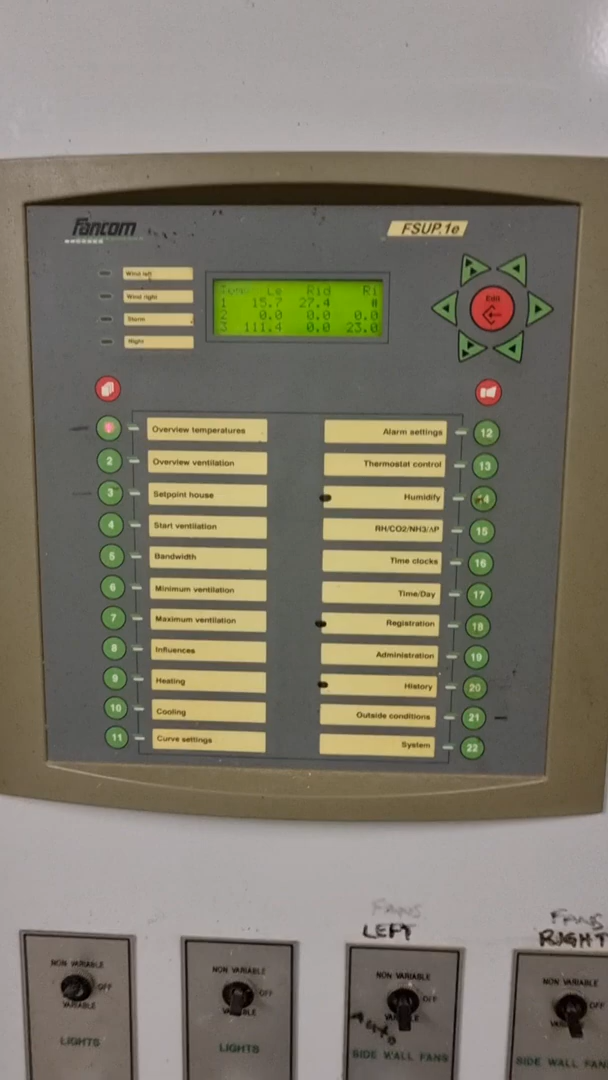 Fancom
FSUP.1e
Wind left
Wind right
Storm
Night
Temp Le Rid Ri
1 15.7 27.4 #
2 0.0 0.0 0.0
3 111.4 0.0 23.0
Edit
Overview temperatures
2 Overview ventilation
3 Setpoint house
4 Start ventilation
5 Bandwidth
6 Minimum ventilation
7 Maximum ventilation
8 Influences
9 Heating
10 Cooling
11 Curve settings
Alarm settings 12
Thermostat control 13
Humidify 14
RH/CO2/NH3/ΔP 15
Time clocks 16
Time/Day 17
Registration 18
Administration 19
History 20
Outside conditions 21
System 22
NON VARIABLE
OFF
VARIABLE
LIGHTS
NON VARIABLE
OFF
VARIABLE
LIGHTS
FANS
LEFT
NON VARIABLE
OFF
SIDE WALL FANS
FANS
RIGHT
NON VARIABLE
OFF
SIDE WALL FANS